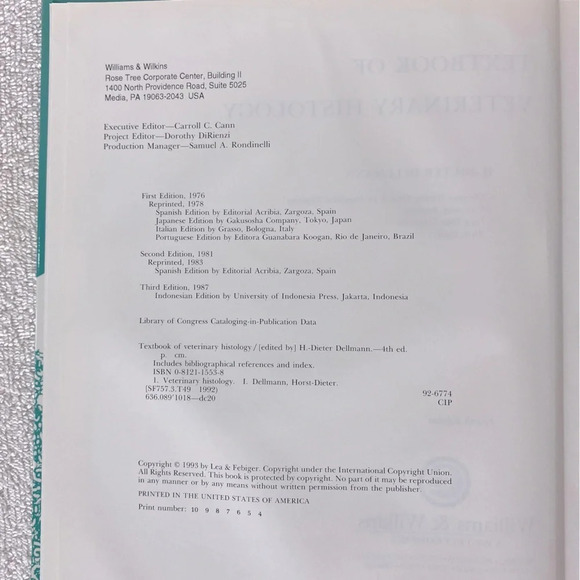 Williams & Wilkins
Rose Tree Corporate Center, Building II
1400 North Providence Road, Suite 5025
Media, PA 19063-2043 USA
Executive Editor—Carroll C. Cann
Project Editor—Dorothy DiRienzi
Production Manager—Samuel A. Rondinelli
First Edition, 1976
Reprinted, 1978
Spanish Edition by Editorial Acribia, Zargoza, Spain
Japanese Edition by Gakusosha Company, Tokyo, Japan
Italian Edition by Grasso, Bologna, Italy
Portuguese Edition by Editora Guanabara Koogan, Rio de Janeiro, Brazil
Second Edition, 1981
Reprinted, 1983
Spanish Edition by Editorial Acribia, Zargoza, Spain
Third Edition, 1987
Indonesian Edition by University of Indonesia Press, Jakarta, Indonesia
Library of Congress Cataloging-in-Publication Data
Textbook of veterinary histology / [edited by] H.-Dieter Dellmann.—4th ed.
p. cm.
Includes bibliographical references and index.
ISBN 0-8121-1553-8
1. Veterinary histology. I. Dellmann, Horst-Dieter.
[SF757.3.T49 1992]
636.089'1018—dc20
92-6774
CIP
Copyright © 1993 by Lea & Febiger. Copyright under the International Copyright Union.
All Rights Reserved. This book is protected by copyright. No part of it may be reproduced
in any manner or by any means without written permission from the publisher.
PRINTED IN THE UNITED STATES OF AMERICA
Print number: 10 9 8 7 6 5 4